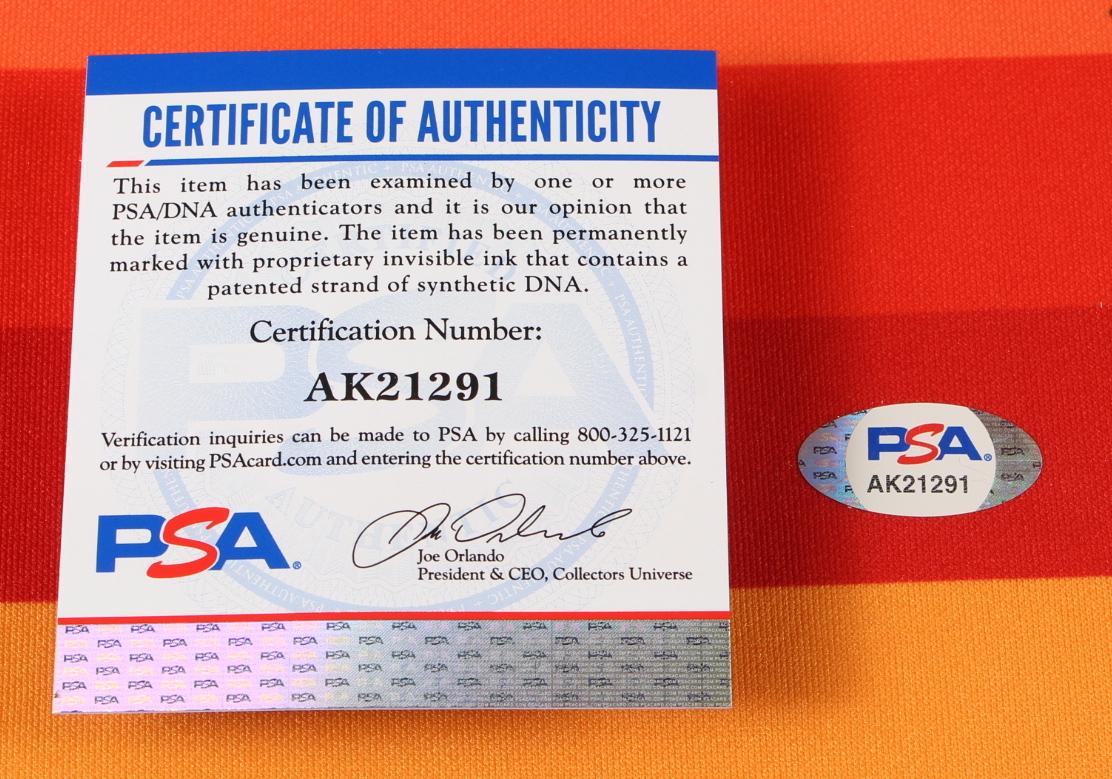 CERTIFICATE OF AUTHENTICITY
This item has been examined by one or more
PSA/DNA authenticators and it is our opinion that
the item is genuine. The item has been permanently
marked with proprietary invisible ink that contains a
patented strand of synthetic DNA.
Certification Number:
AK21291
Verification inquiries can be made to PSA by calling 800-325-1121
or by visiting PSAcard.com and entering the certification number above.
PSA®
Joe Orlando
President & CEO, Collectors Universe
PSA®
AK21291